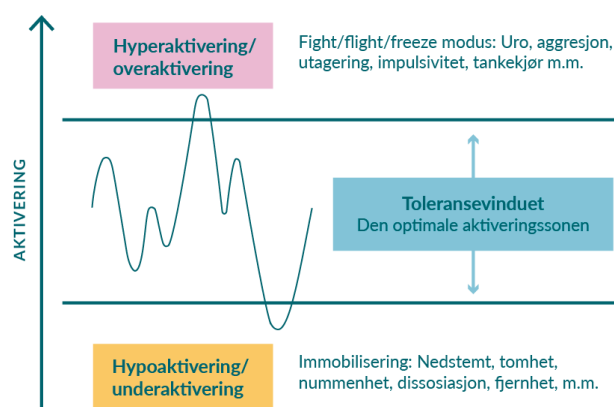 Hyperaktivering/
overaktivering
Fight/flight/freeze modus: Uro, aggresjon,
utagering, impulsivitet, tankekjør m.m.
AKTIVERING
Toleransevinduet
Den optimale aktiveringssonen
Hypoaktivering/
underaktivering
Immobilisering: Nedstemt, tomhet,
nummenhet, dissosiasjon, fjernhet, m.m.